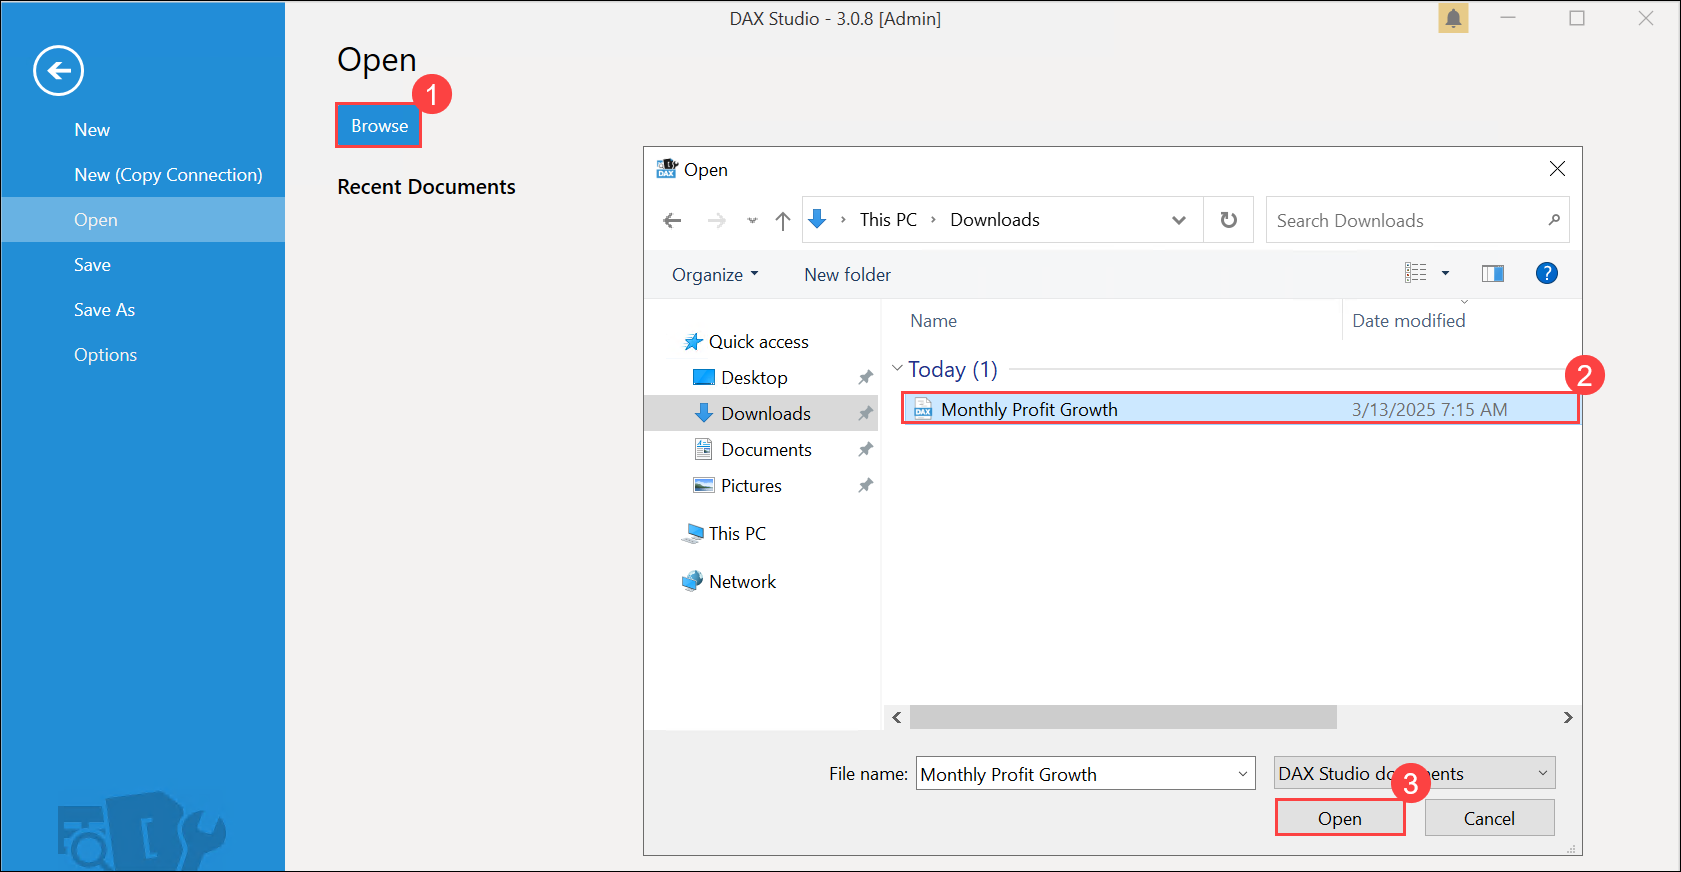 DAX Studio - 3.0.8 [Admin]
Open
1
Browse
New
New (Copy Connection)
Open
Save
Save As
Options
Recent Documents
DAX
Open
This PC
Downloads
Search Downloads
Organize
New folder
?
Name
Date modified
Quick access
Desktop
Downloads
Documents
Pictures
This PC
Network
Today (1)
2
DAX
Monthly Profit Growth
3/13/2025 7:15 AM
File name:
Monthly Profit Growth
DAX Studio
3
Open
Cancel